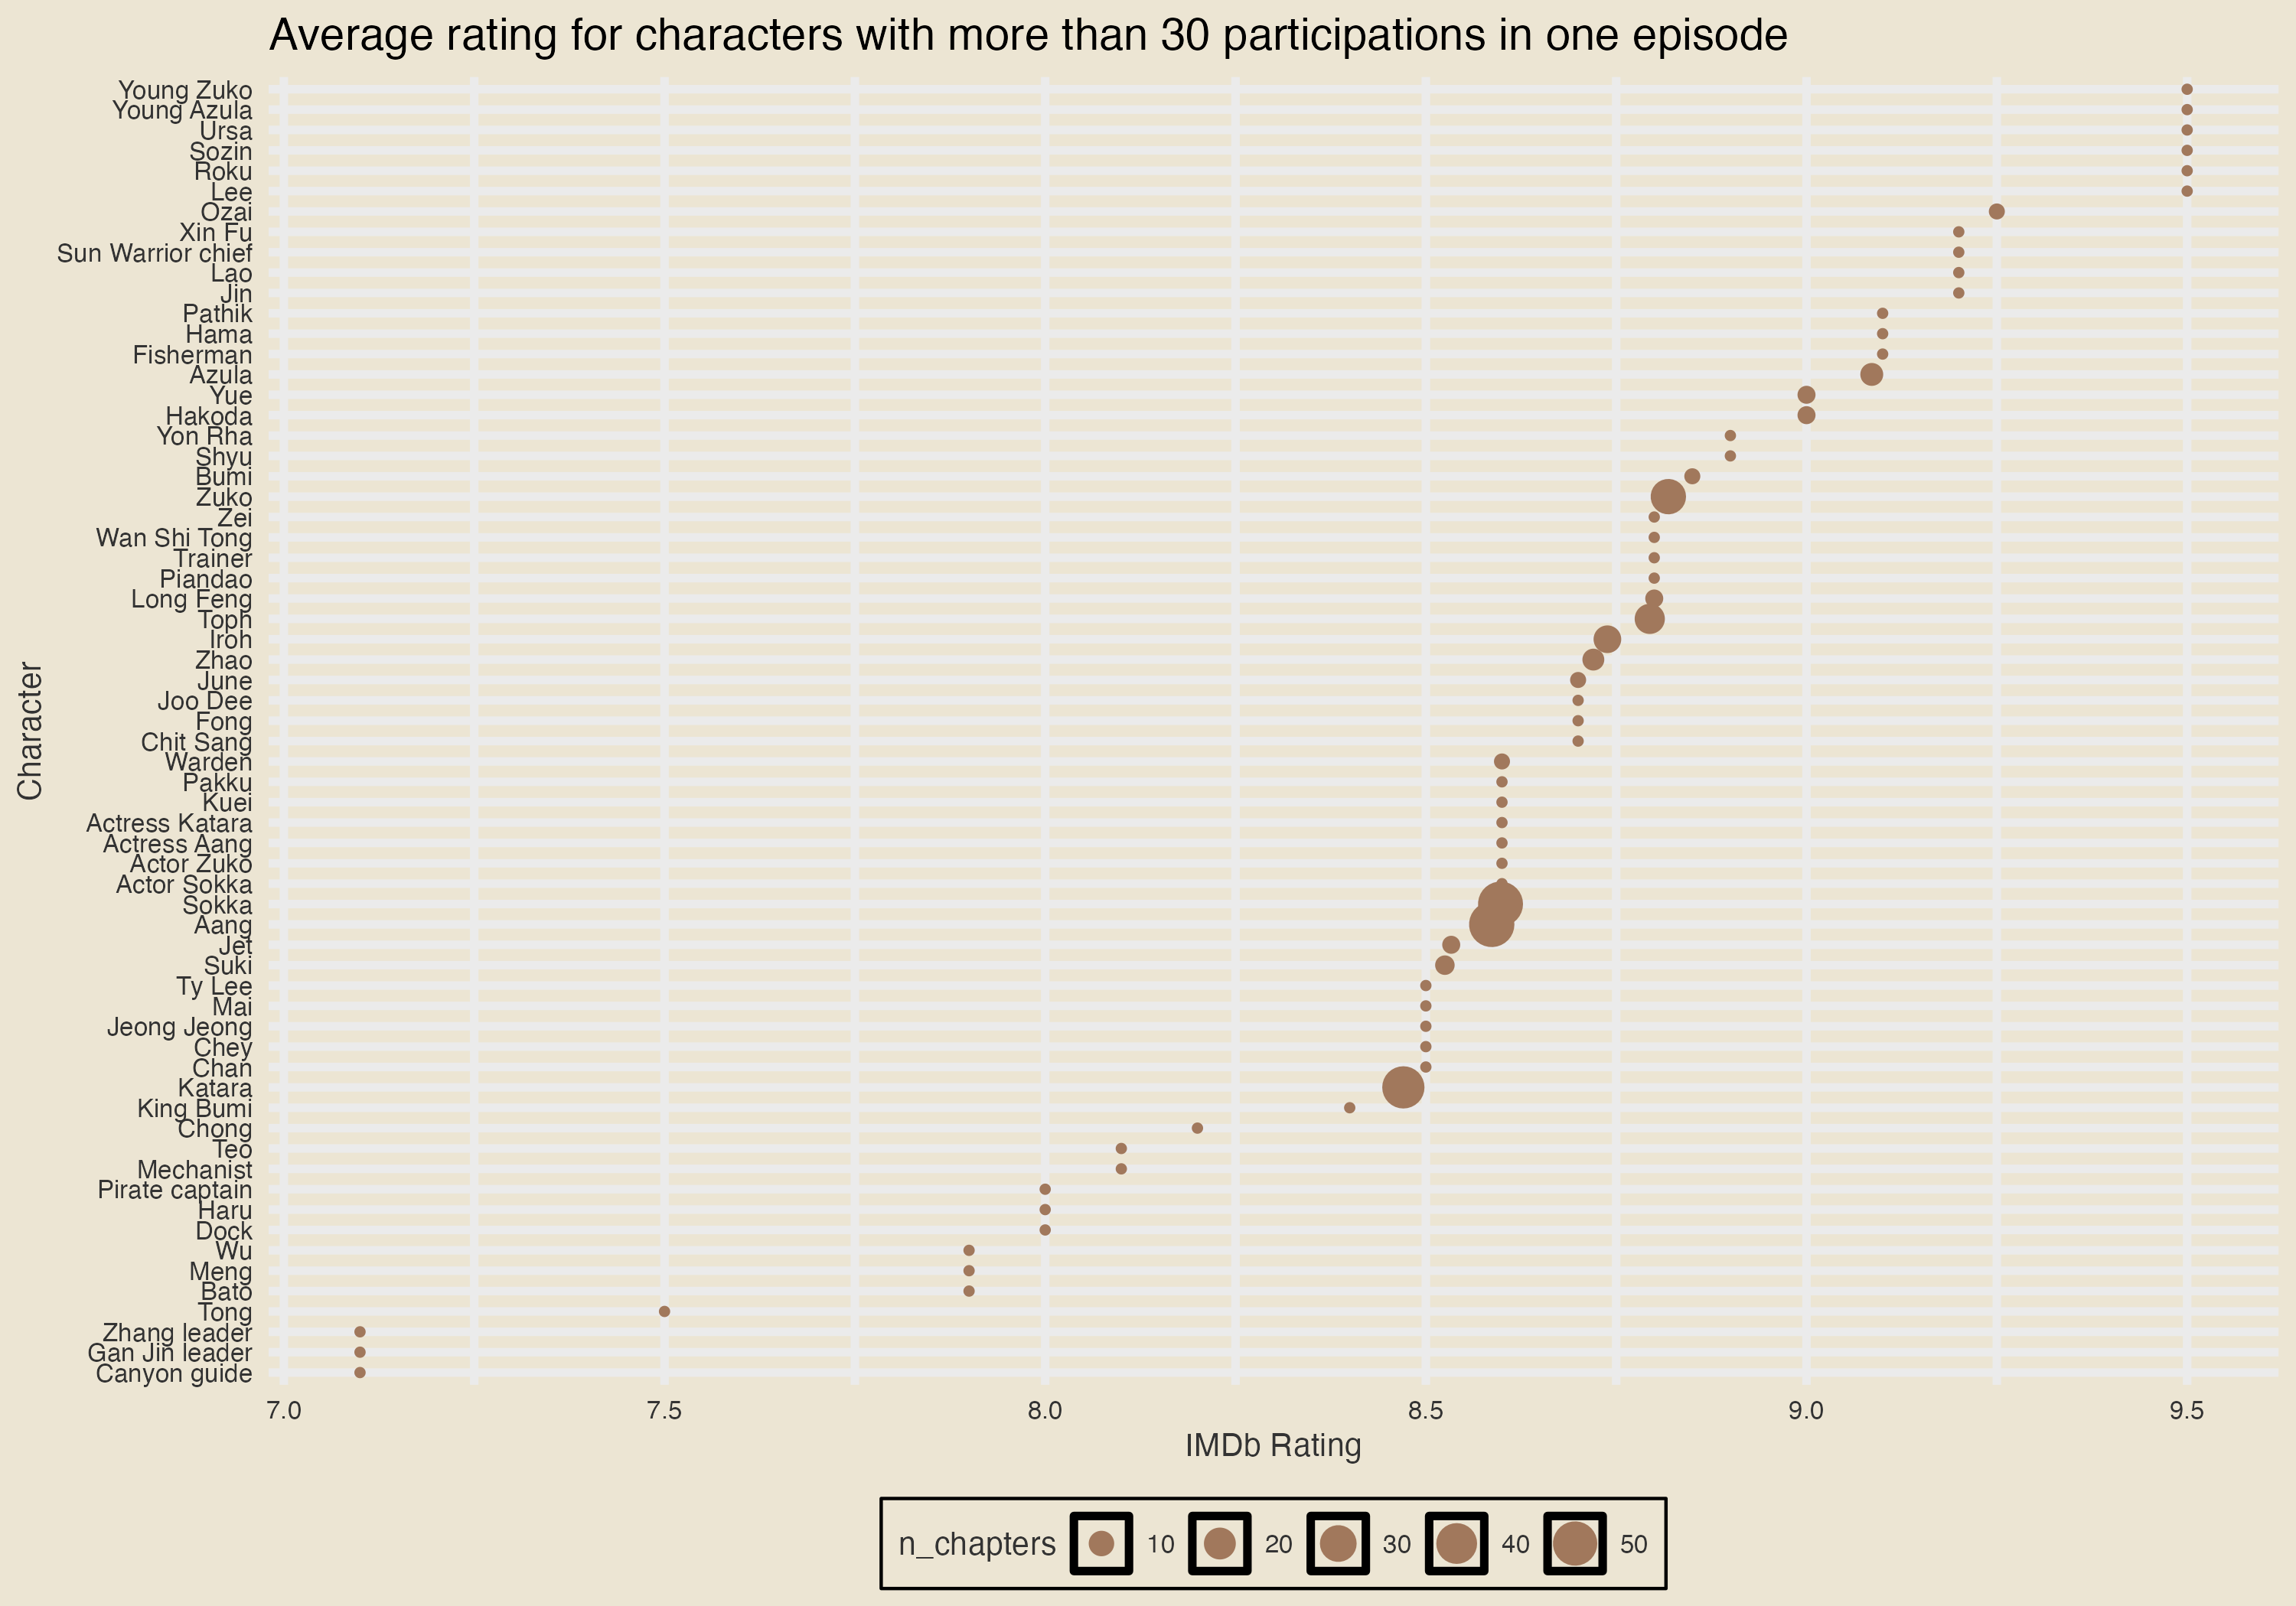 Average rating for characters with more than 30 participations in one episode
Young Zuko
Young Azula
Ursa
Sozin
Roku
Lee
Ozai
Xin Fu
Sun Warrior chief
Lao
Jin
Pathik
Hama
Fisherman
Azula
Yue
Hakoda
Yon Rha
Shyu
Bumi
Zuko
Zei
Wan Shi Tong
Trainer
Piandao
Long Feng
Toph
Iroh
Zhao
June
Joo Dee
Fong
Chit Sang
Warden
Pakku
Kuei
Actress Katara
Actress Aang
Actor Zuko
Actor Sokka
Sokka
Aang
Jet
Suki
Ty Lee
Mai
Jeong Jeong
Chey
Chan
Katara
King Bumi
Chong
Teo
Mechanist
Pirate captain
Haru
Dock
Wu
Meng
Bato
Tong
Zhang leader
Gan Jin leader
Canyon guide
Character
7.0 7.5 8.0 8.5 9.0 9.5
IMDb Rating
n_chapters 10 20 30 40 50